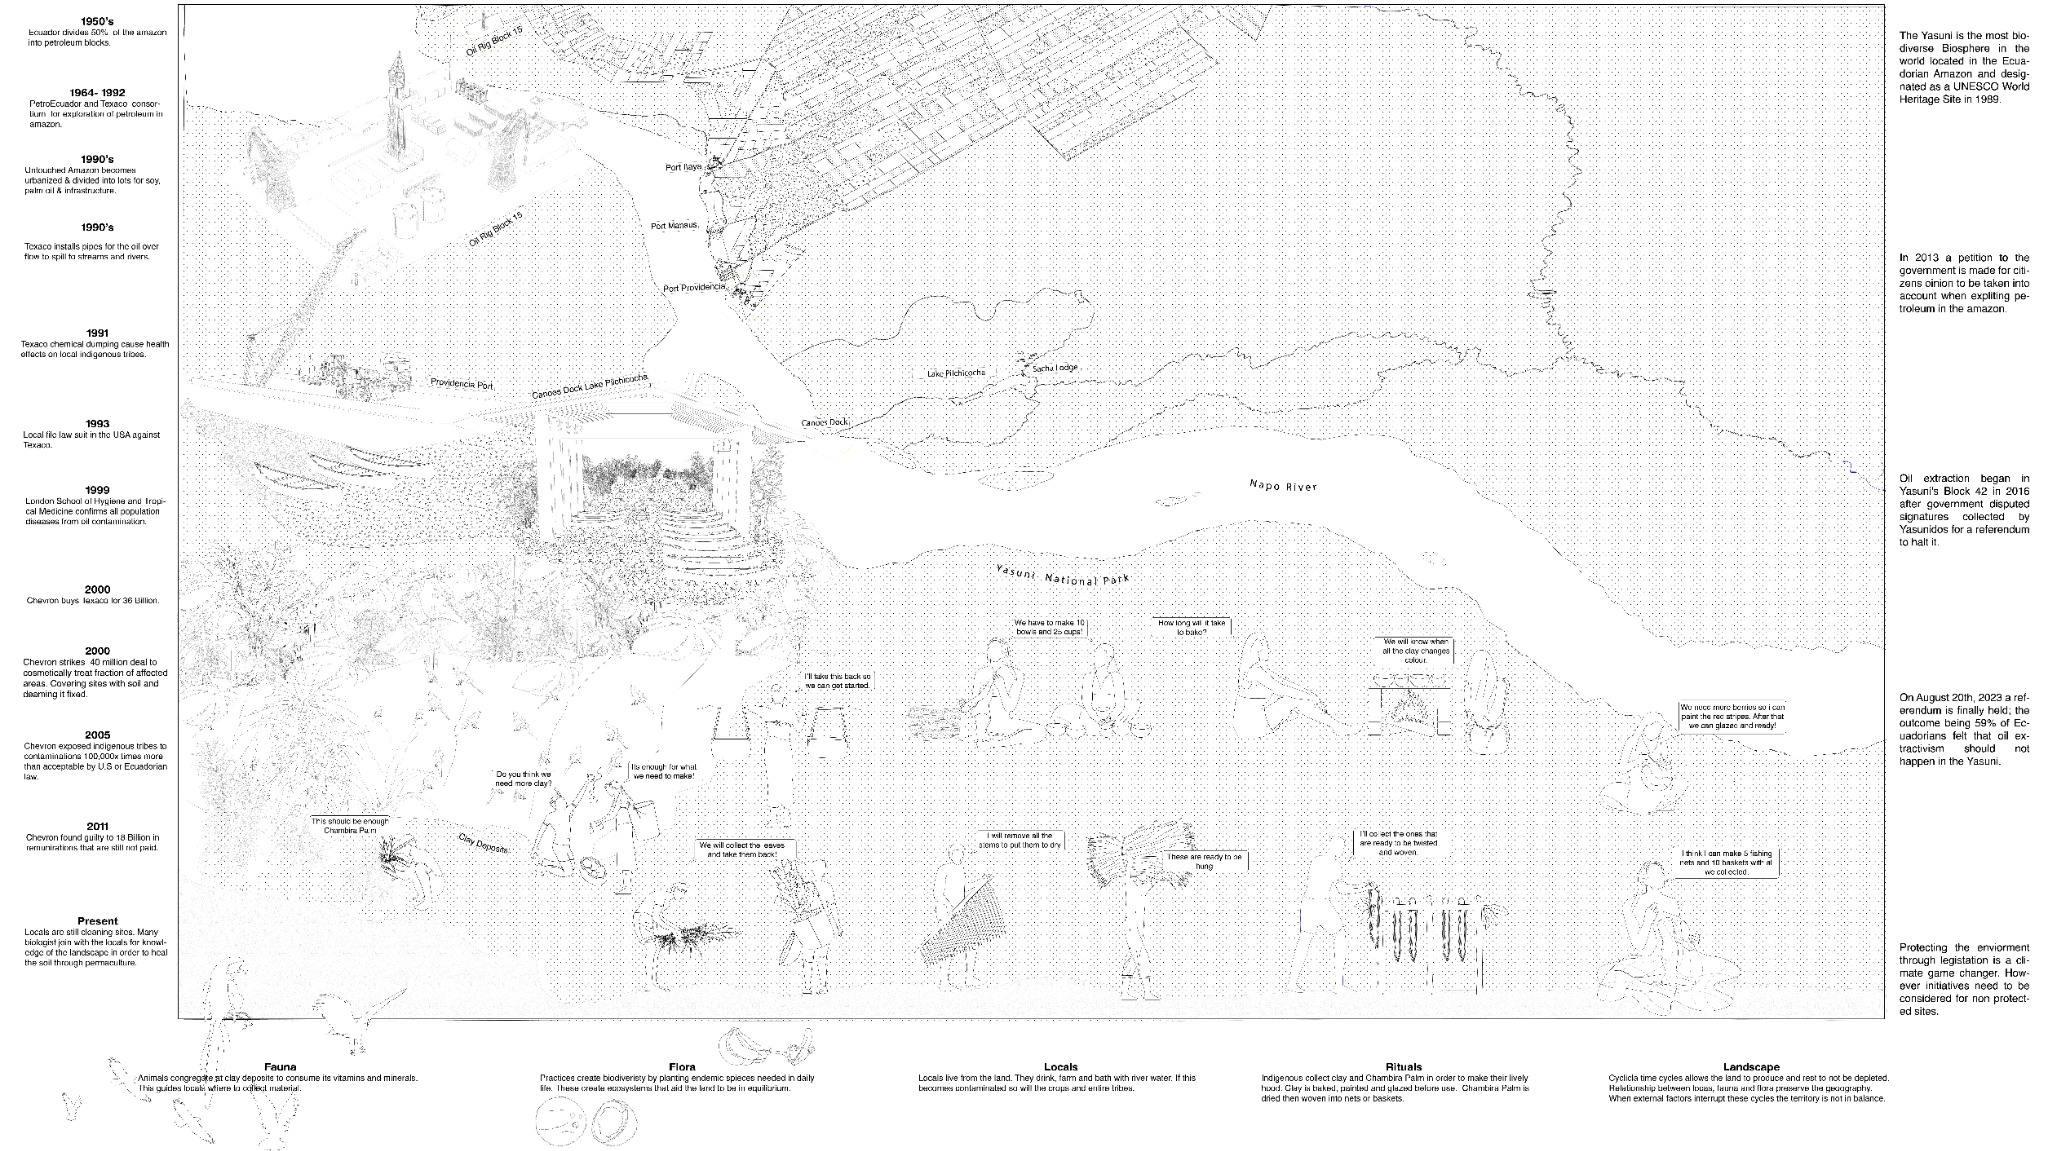 1950's
Ecuador divides 50% of the amazon
into petroleum blocks.
1964- 1992
PetroEcuador and Texaco consor-
tium for exploration of petroleum in
amazon.
1990's
Untouched Amazon becomes
urbanized & divided into lots for soy,
palm oil & infrastructure.
1990's
Texaco installs pipes for the oil over
flow to spill to streams and rivers.
1991
Texaco chemical dumping cause health
effects on local indigenous tribes.
1993
Local file law suit in the USA against
Texaco.
1999
London School of Hygiene and Tropi-
cal Medicine confirms all population
diseases from oil contamination.
2000
Chevron buys Texaco for 36 Billion.
2000
Chevron strikes 40 million deal to
cosmetically treat fraction of affected
areas. Covering sites with soil and
deeming it fixed.
2005
Chevron exposed indigenous tribes to
contaminations 100,000x times more
than acceptable by U.S or Ecuadorian
law.
2011
Chevron found guilty to 18 Billion in
remunirations that are still not paid.
Present
Locals are still cleaning sites. Many
biologist join with the locals for knowl-
edge of the landscape in order to heal
the soil through permaculture.
Oil Rig Block 15
Oil Rig Block 15
Port Itaya
Port Manaus
Port Providencia
Providencia Port
Canoes Dock Lake Pilchicocha
Lake Pilchicocha
Sacha Lodge
Canoes Dock
Napo River
Yasuni National Park
We have to make 10
bowls and 25 cups!
How long will it take
to bake?
We will know when
all the clay changes
colour.
I'll take this back so
we can get started.
We need more berries so i can
paint the red stripes. After that
we can glazed and ready!
Do you think we
need more clay?
Its enough for what
we need to make!
This should be enough
Chambira Palm
Clay Deposits
We will collect the leaves
and take them back!
I will remove all the
stems to put them to dry
These are ready to be
hung
I'll collect the ones that
are ready to be twisted
and woven.
I think I can make 5 fishing
nets and 10 baskets with all
we collected.
The Yasuni is the most bio-
diverse Biosphere in the
world located in the Ecua-
dorian Amazon and desig-
nated as a UNESCO World
Heritage Site in 1989.
In 2013 a petition to the
government is made for citi-
zens oinion to be taken into
account when expliting pe-
troleum in the amazon.
Oil extraction began in
Yasuni's Block 42 in 2016
after government disputed
signatures collected by
Yasunidos for a referendum
to halt it.
On August 20th, 2023 a ref-
erendum is finally held; the
outcome being 59% of Ec-
uadorians felt that oil ex-
tractivism should not
happen in the Yasuni.
Protecting the enviorment
through legistation is a cli-
mate game changer. How-
ever initiatives need to be
considered for non protect-
ed sites.
Fauna
Animals congregate at clay deposits to consume its vitamins and minerals.
This guides locals where to collect material.
Flora
Practices create biodiveristy by planting endemic spieces needed in daily
life. These create ecosystems that aid the land to be in equilibrium.
Locals
Locals live from the land. They drink, farm and bath with river water. If this
becomes contaminated so will the crops and entire tribes.
Rituals
Indigenous collect clay and Chambira Palm in order to make their lively
hood. Clay is baked, painted and glazed before use. Chambira Palm is
dried then woven into nets or baskets.
Landscape
Cyclicla time cycles allows the land to produce and rest to not be depleted.
Relationship between locas, fauna and flora preserve the geography.
When external factors interrupt these cycles the territory is not in balance.